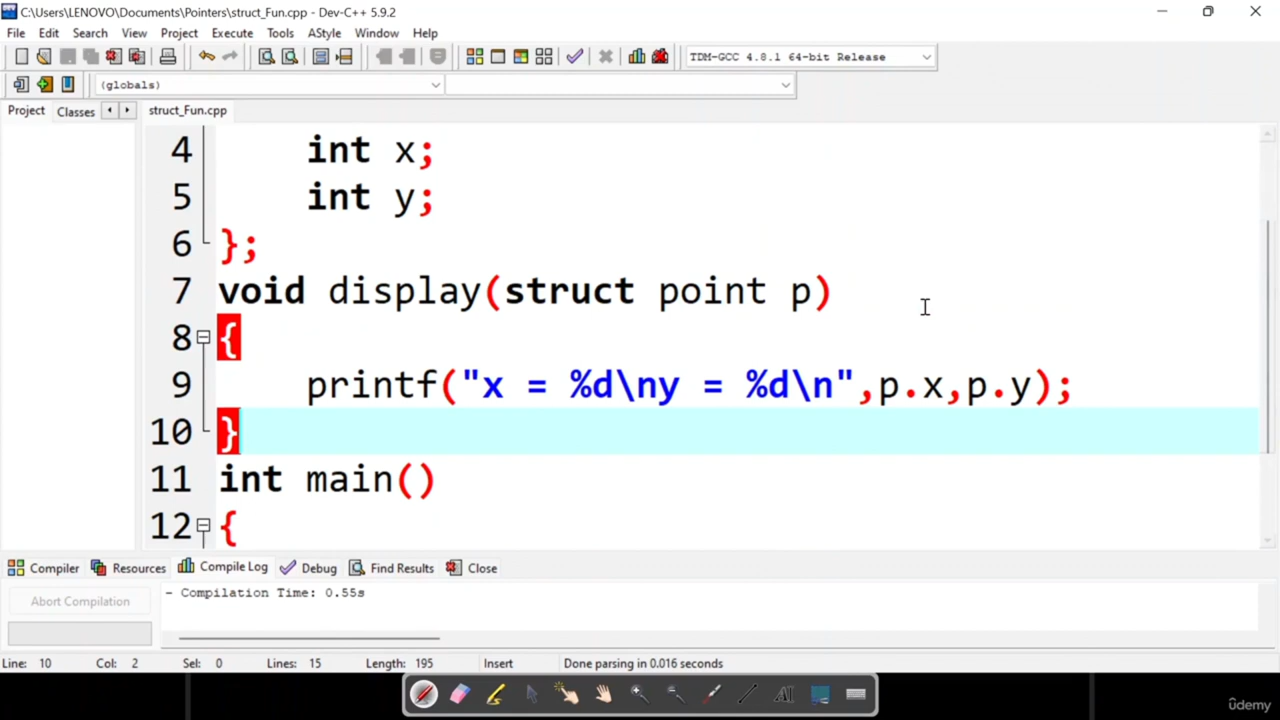 C:\Users\LENOVO\Documents\Pointers\struct_Fun.cpp - Dev-C++ 5.9.2
File Edit Search View Project Execute Tools AStyle Window Help
TDM-GCC 4.8.1 64-bit Release
(globals)
Project Classes struct_Fun.cpp
4 int x;
5 int y;
6 };
7 void display(struct point p)
8 {
9 printf("x = %d\ny = %d\n",p.x,p.y);
10 }
11 int main()
12 {
Compiler Resources Compile Log Debug Find Results Close
Abort Compilation
- Compilation Time: 0.55s
Line: 10 Col: 2 Sel: 0 Lines: 15 Length: 195 Insert Done parsing in 0.016 seconds
AI
ûdemy